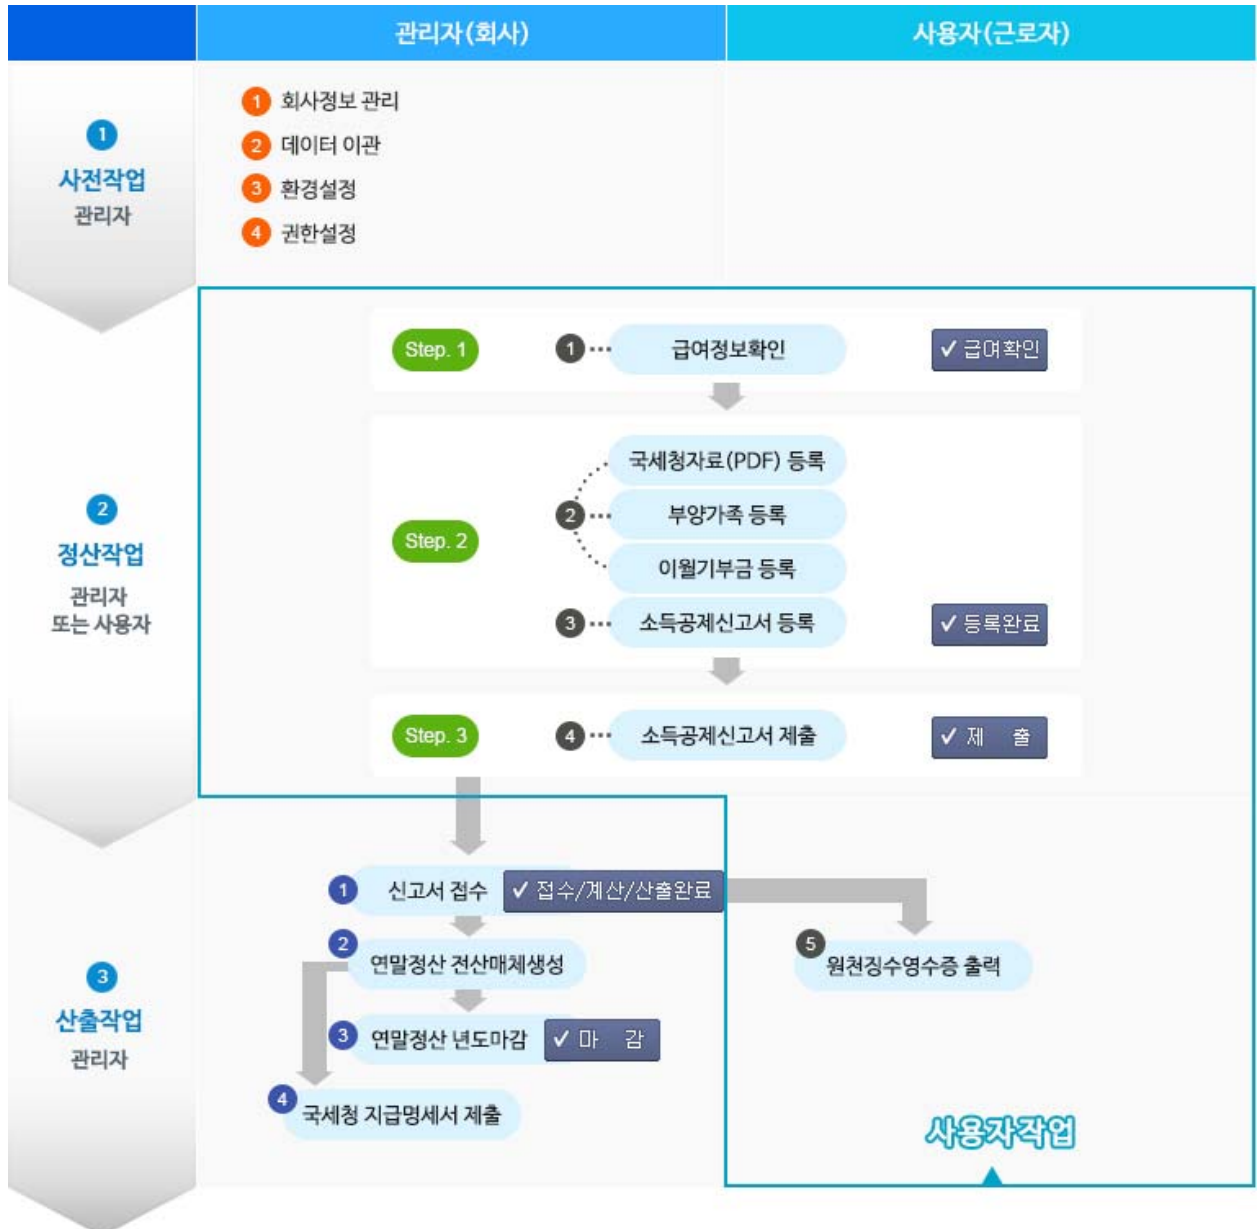 관리자(회사)
사용자(근로자)
1
사전작업
관리자
1 회사정보 관리
2 데이터 이관
3 환경설정
4 권한설정
2
정산작업
관리자
또는 사용자
Step. 1
1 급여정보확인
✓ 급여확인
Step. 2
국세청자료(PDF) 등록
2 부양가족 등록
이월기부금 등록
3 소득공제신고서 등록
✓ 등록완료
Step. 3
4 소득공제신고서 제출
✓ 제 출
3
산출작업
관리자
1 신고서 접수
✓ 접수/계산/산출완료
2 연말정산 전산매체생성
3 연말정산 년도마감
✓ 마 감
4 국세청 지급명세서 제출
5 원천징수영수증 출력
사용자작업